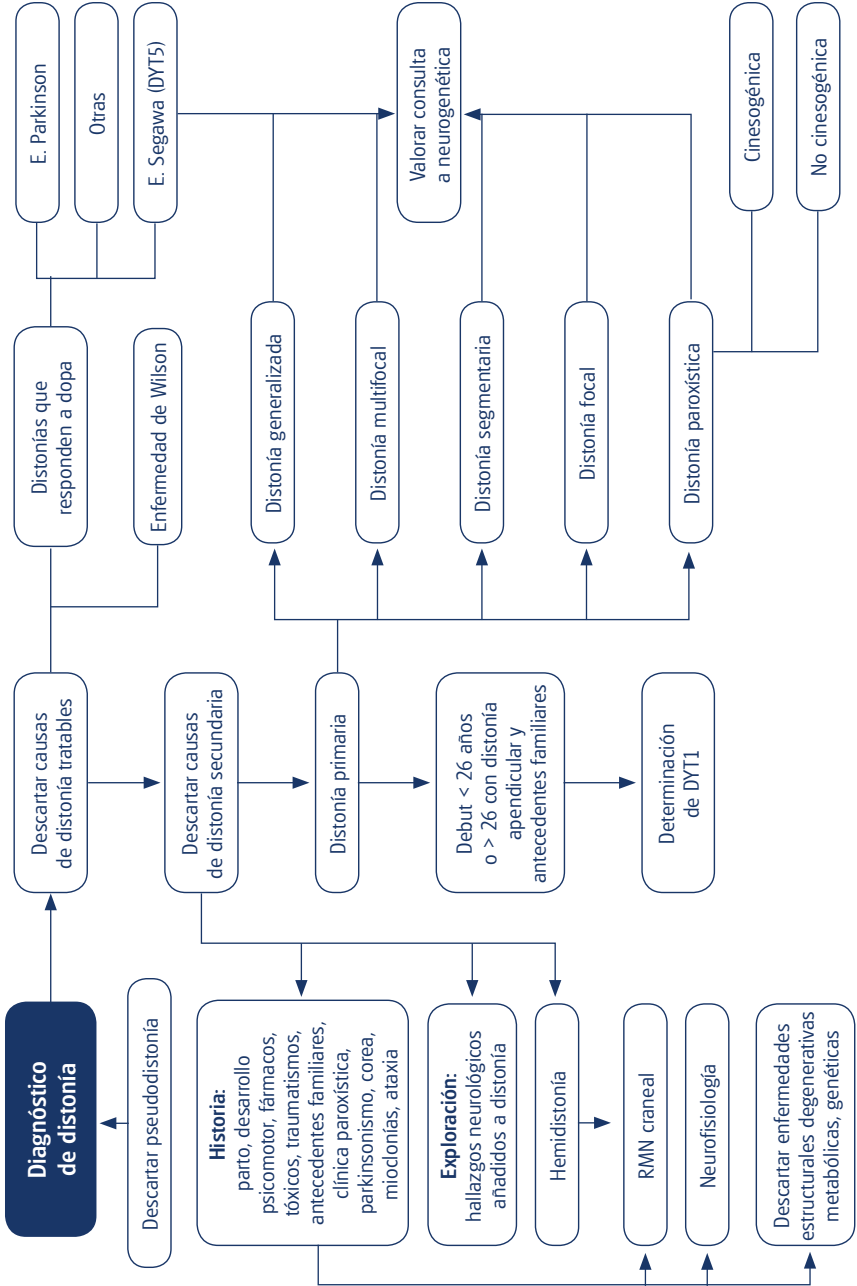 Diagnóstico
de distonía
Descartar pseudodistonía
Descartar causas
de distonía tratables
Distonías que
responden a dopa
E. Parkinson
Otras
E. Segawa (DYT5)
Enfermedad de Wilson
Descartar causas
de distonía secundaria
Historia:
parto, desarrollo
psicomotor, fármacos,
tóxicos, traumatismos,
antecedentes familiares,
clínica paroxística,
parkinsonismo, corea,
mioclonías, ataxia
Exploración:
hallazgos neurológicos
añadidos a distonía
Hemidistonía
RMN craneal
Neurofisiología
Descartar enfermedades
estructurales degenerativas
metabólicas, genéticas
Distonía primaria
Debut < 26 años
o > 26 con distonía
apendicular y
antecedentes familiares
Determinación
de DYT1
Distonía generalizada
Distonía multifocal
Distonía segmentaria
Distonía focal
Distonía paroxística
Valorar consulta
a neurogenética
Cinesogénica
No cinesogénica